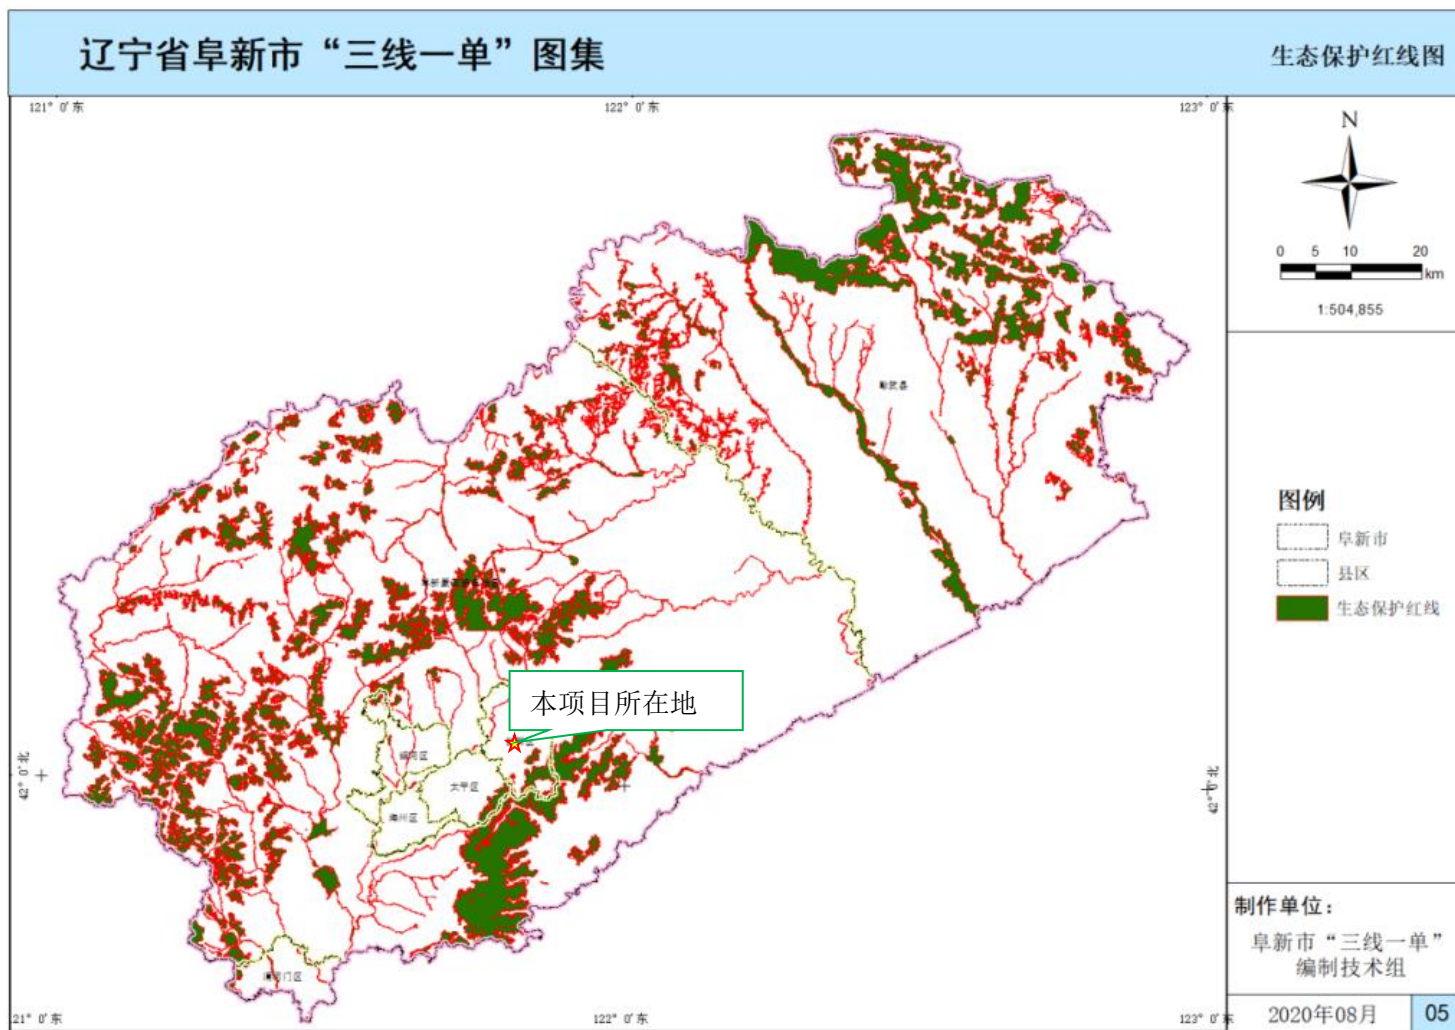 辽宁省阜新市“三线一单”图集
生态保护红线图
121° 0′东
122° 0′东
123° 0′东
N
0 5 10 20
km
1:504,855
彰武县
本项目所在地
细河区
太平区
海州区
清河门区
42° 0′北
42° 0′北
图例
阜新市
县区
生态保护红线
制作单位：
阜新市“三线一单”
编制技术组
2020年08月
05
21° 0′东
122° 0′东
123° 0′东